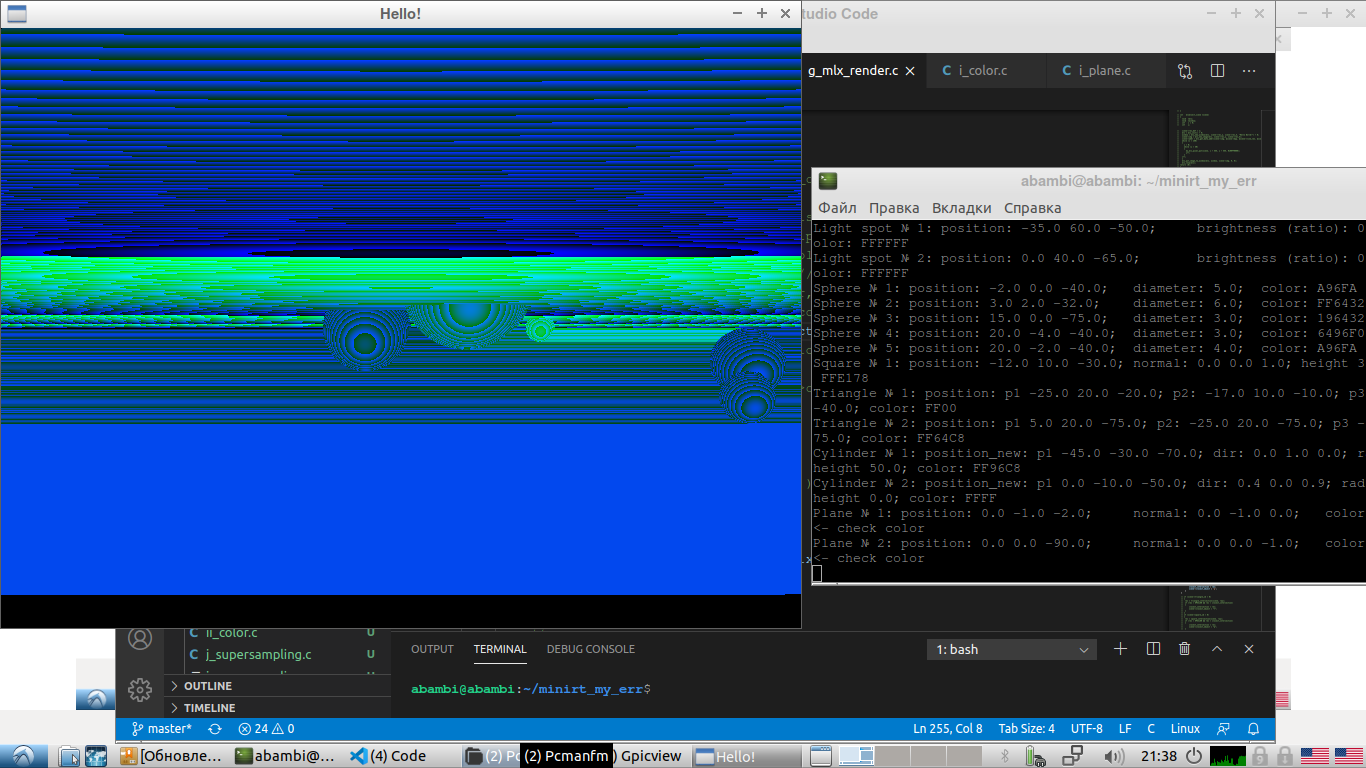 Hello!
tudio Code
g_mlx_render.c
C i_color.c
C i_plane.c
abambi@abambi: ~/minirt_my_err
Файл Правка Вкладки Справка
Light spot № 1: position: -35.0 60.0 -50.0; brightness (ratio): 0
olor: FFFFFF
Light spot № 2: position: 0.0 40.0 -65.0; brightness (ratio): 0
olor: FFFFFF
Sphere № 1: position: -2.0 0.0 -40.0; diameter: 5.0; color: A96FA
Sphere № 2: position: 3.0 2.0 -32.0; diameter: 6.0; color: FF6432
Sphere № 3: position: 15.0 0.0 -75.0; diameter: 3.0; color: 196432
Sphere № 4: position: 20.0 -4.0 -40.0; diameter: 3.0; color: 6496F0
Sphere № 5: position: 20.0 -2.0 -40.0; diameter: 4.0; color: A96FA
Square № 1: position: -12.0 10.0 -30.0; normal: 0.0 0.0 1.0; height 3
FFE178
Triangle № 1: position: p1 -25.0 20.0 -20.0; p2: -17.0 10.0 -10.0; p3
-40.0; color: FF00
Triangle № 2: position: p1 5.0 20.0 -75.0; p2: -25.0 20.0 -75.0; p3 -
75.0; color: FF64C8
Cylinder № 1: position_new: p1 -45.0 -30.0 -70.0; dir: 0.0 1.0 0.0; r
height 50.0; color: FF96C8
Cylinder № 2: position_new: p1 0.0 -10.0 -50.0; dir: 0.4 0.0 0.9; rad
height 0.0; color: FFFF
Plane № 1: position: 0.0 -1.0 -2.0; normal: 0.0 -1.0 0.0; color
<- check color
Plane № 2: position: 0.0 0.0 -90.0; normal: 0.0 0.0 -1.0; color
<- check color
C ii_color.c U
C j_supersampling.c U
OUTLINE
TIMELINE
OUTPUT TERMINAL DEBUG CONSOLE
1: bash
abambi@abambi:~/minirt_my_err$
master* 24 0
Ln 255, Col 8 Tab Size: 4 UTF-8 LF C Linux
[Обновле...
abambi@...
(4) Code
(2) Pc
(2) Pcmanfm
) Gpicview
Hello!
21:38